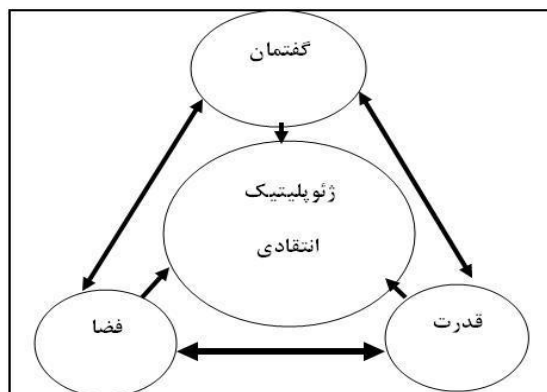 گفتمان
ژئوپلیتیک
انتقادی
قدرت
فضا